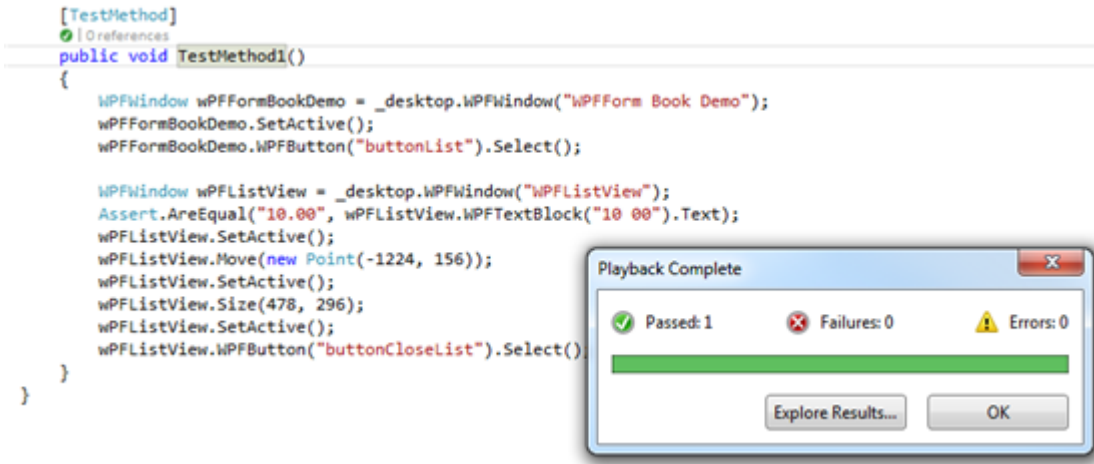 [TestMethod]
0 references
public void TestMethod1()
{
WPFWindow wPFFormBookDemo = _desktop.WPFWindow("WPFForm Book Demo");
wPFFormBookDemo.SetActive();
wPFFormBookDemo.WPFButton("buttonList").Select();
WPFWindow wPFListView = _desktop.WPFWindow("WPFListView");
Assert.AreEqual("10.00", wPFListView.WPFTextBlock("10 00").Text);
wPFListView.SetActive();
wPFListView.Move(new Point(-1224, 156));
wPFListView.SetActive();
wPFListView.Size(478, 296);
wPFListView.SetActive();
wPFListView.WPFButton("buttonCloseList").Select()
}
}
Playback Complete
Passed: 1 Failures: 0 Errors: 0
Explore Results... OK